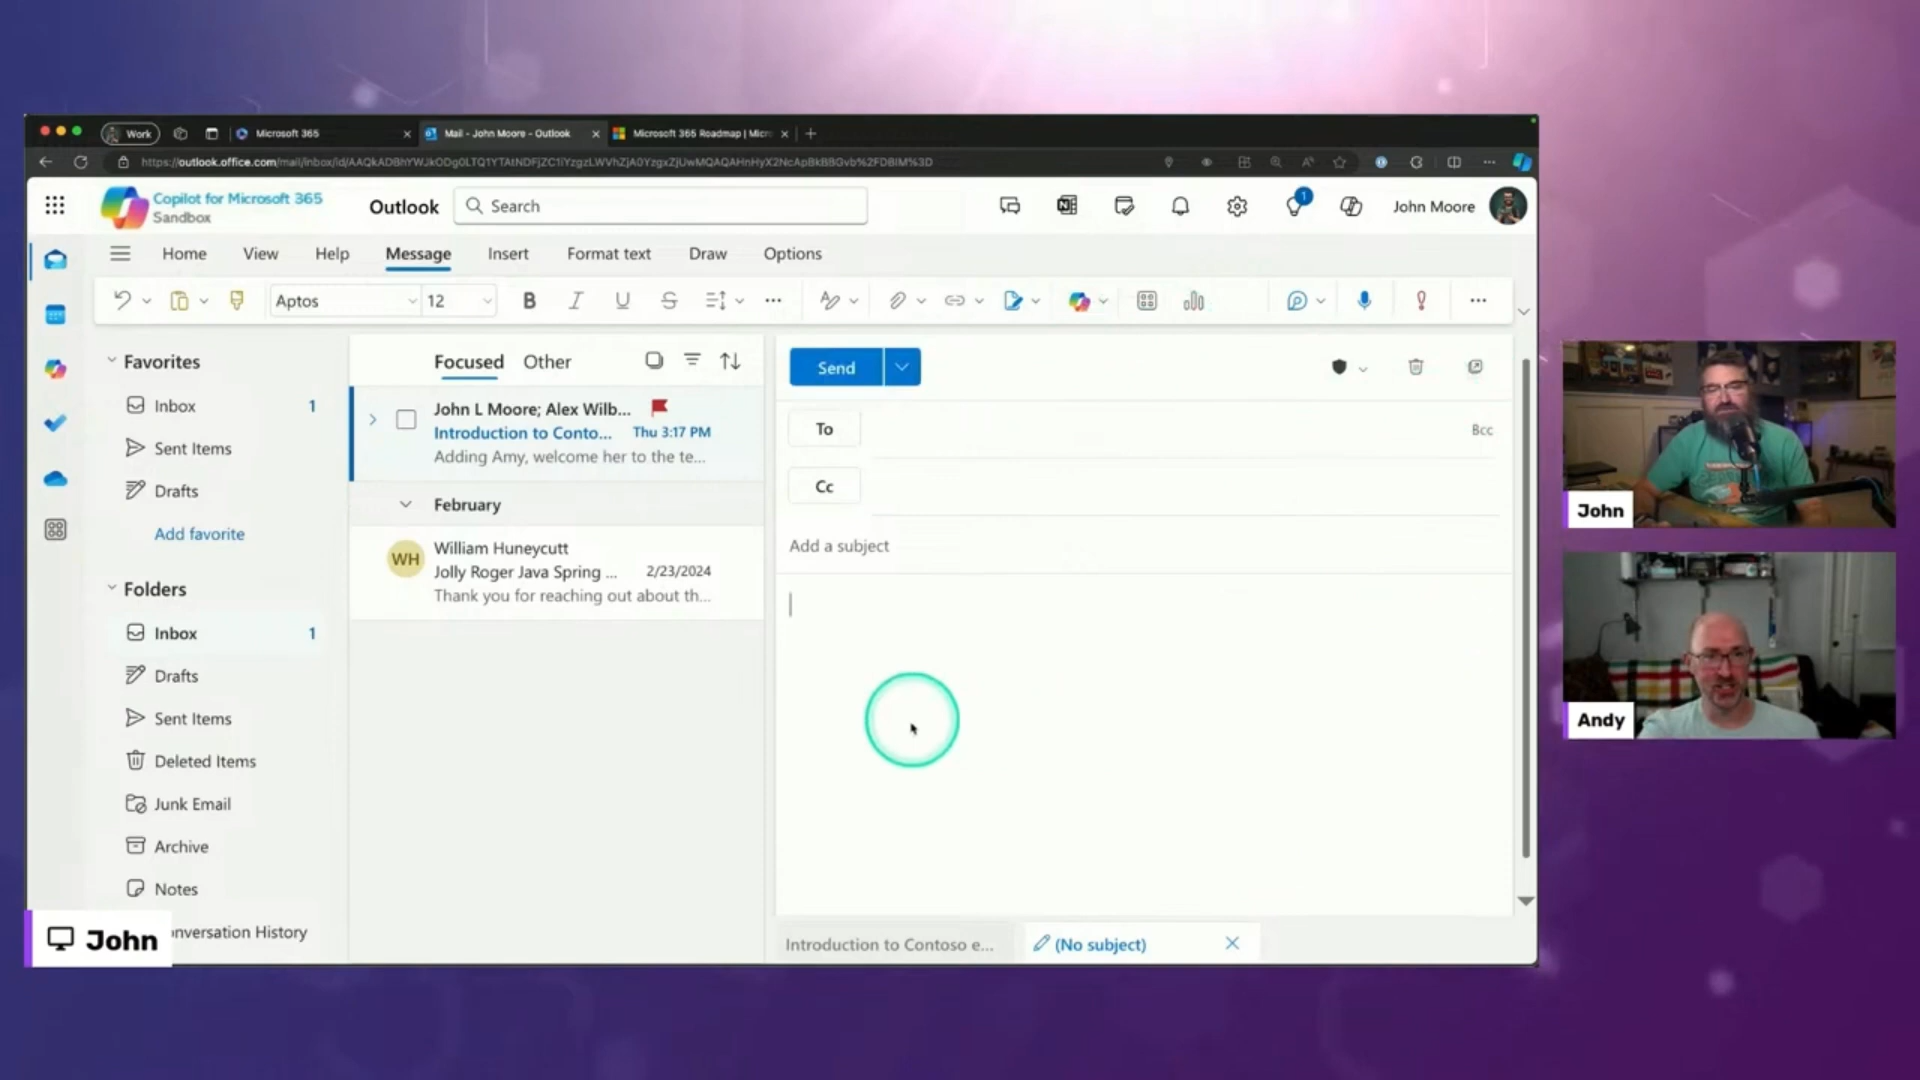 Work
Microsoft 365
Mail - John Moore - Outlook
Microsoft 365 Roadmap | Micr
Copilot for Microsoft 365
Sandbox
Outlook
Search
1
John Moore
Home View Help Message Insert Format text Draw Options
Aptos 12
Favorites
Inbox 1
Sent Items
Drafts
Add favorite
Folders
Inbox 1
Drafts
Sent Items
Deleted Items
Junk Email
Archive
Notes
onversation History
Focused Other
John L Moore; Alex Wilb...
Introduction to Conto... Thu 3:17 PM
Adding Amy, welcome her to the te...
February
WH
William Huneycutt
Jolly Roger Java Spring ... 2/23/2024
Thank you for reaching out about th...
Send
To
Bcc
Cc
Add a subject
Introduction to Contoso e...
(No subject)
John
John
Andy